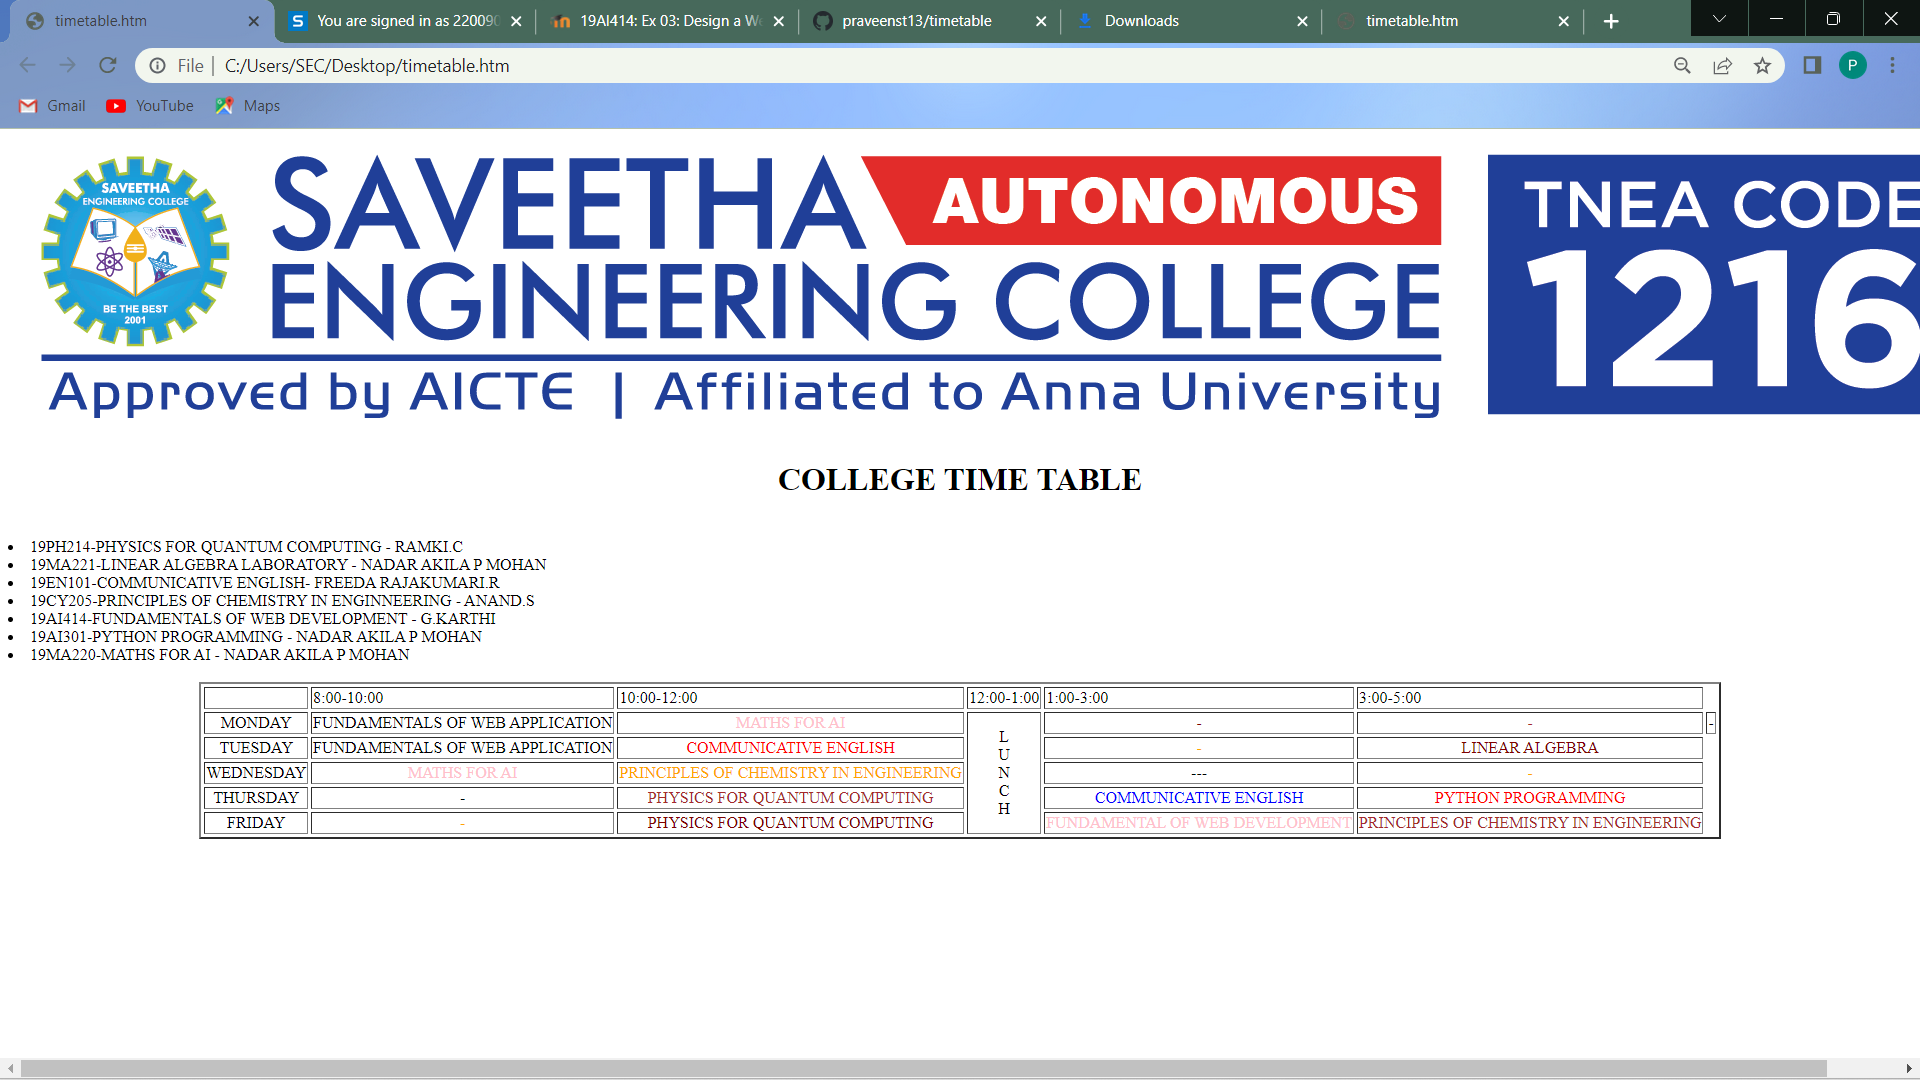 timetable.htm
You are signed in as 22009
19AI414: Ex 03: Design a We
praveenst13/timetable
Downloads
timetable.htm
File | C:/Users/SEC/Desktop/timetable.htm
P
Gmail YouTube Maps
SAVEETHA
ENGINEERING COLLEGE
BE THE BEST
2001
SAVEETHA AUTONOMOUS
ENGINEERING COLLEGE
Approved by AICTE | Affiliated to Anna University
TNEA CODE
1216
COLLEGE TIME TABLE
• 19PH214-PHYSICS FOR QUANTUM COMPUTING - RAMKI.C
• 19MA221-LINEAR ALGEBRA LABORATORY - NADAR AKILA P MOHAN
• 19EN101-COMMUNICATIVE ENGLISH- FREEDA RAJAKUMARI.R
• 19CY205-PRINCIPLES OF CHEMISTRY IN ENGINNEERING - ANAND.S
• 19AI414-FUNDAMENTALS OF WEB DEVELOPMENT - G.KARTHI
• 19AI301-PYTHON PROGRAMMING - NADAR AKILA P MOHAN
• 19MA220-MATHS FOR AI - NADAR AKILA P MOHAN
8:00-10:00 10:00-12:00 12:00-1:00 1:00-3:00 3:00-5:00
MONDAY FUNDAMENTALS OF WEB APPLICATION MATHS FOR AI L U N C H - - -
TUESDAY FUNDAMENTALS OF WEB APPLICATION COMMUNICATIVE ENGLISH - LINEAR ALGEBRA
WEDNESDAY MATHS FOR AI PRINCIPLES OF CHEMISTRY IN ENGINEERING --- -
THURSDAY - PHYSICS FOR QUANTUM COMPUTING COMMUNICATIVE ENGLISH PYTHON PROGRAMMING
FRIDAY - PHYSICS FOR QUANTUM COMPUTING FUNDAMENTAL OF WEB DEVELOPMENT PRINCIPLES OF CHEMISTRY IN ENGINEERING